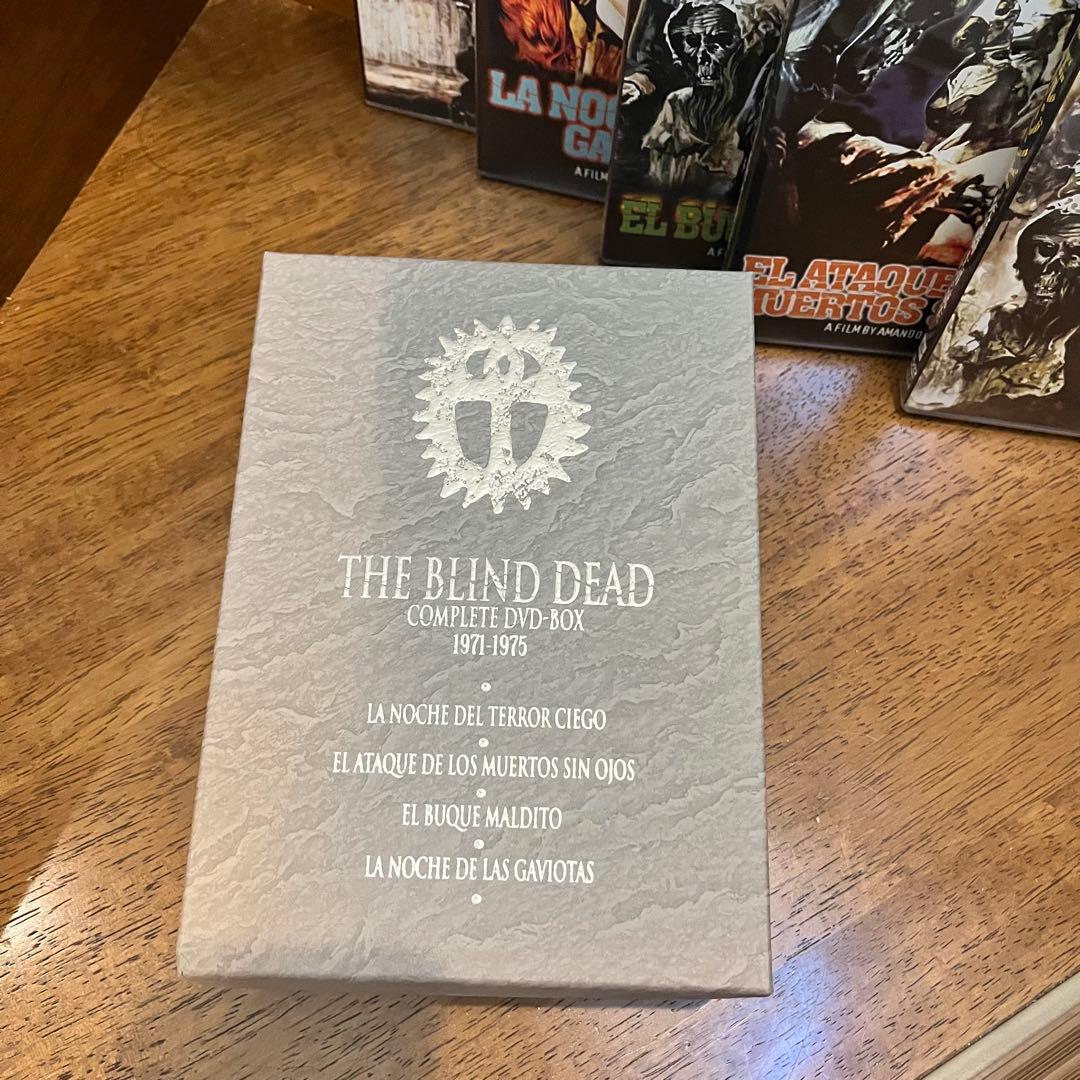 LA NO
GA
A FILM
EL BU
A F
EL ATAQUE
MUERTOS
A FILM BY AMANDO
THE BLIND DEAD
COMPLETE DVD-BOX
1971-1975
LA NOCHE DEL TERROR CIEGO
EL ATAQUE DE LOS MUERTOS SIN OJOS
EL BUQUE MALDITO
LA NOCHE DE LAS GAVIOTAS